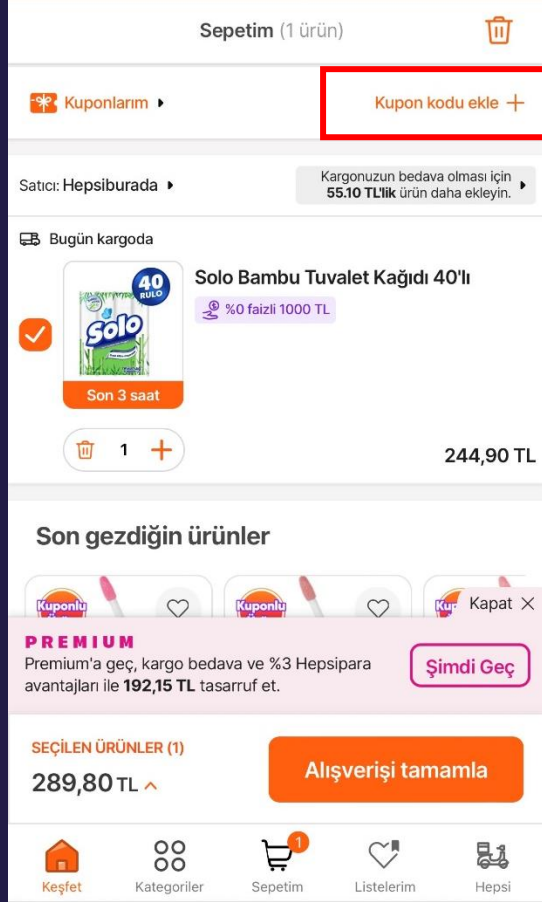 Sepetim (1 ürün)
Kuponlarım
Kupon kodu ekle +
Satıcı: Hepsiburada
Kargonuzun bedava olması için
55.10 TL'lik ürün daha ekleyin.
Bugün kargoda
40
RULO
Solo
Son 3 saat
Solo Bambu Tuvalet Kağıdı 40'lı
%0 faizli 1000 TL
1
244,90 TL
Son gezdiğin ürünler
Kuponlu
Kuponlu
Kup
Kapat
PREMIUM
Premium'a geç, kargo bedava ve %3 Hepsipara
avantajları ile 192,15 TL tasarruf et.
Şimdi Geç
SEÇİLEN ÜRÜNLER (1)
289,80 TL
Alışverişi tamamla
1
Keşfet
Kategoriler
Sepetim
Listelerim
Hepsi